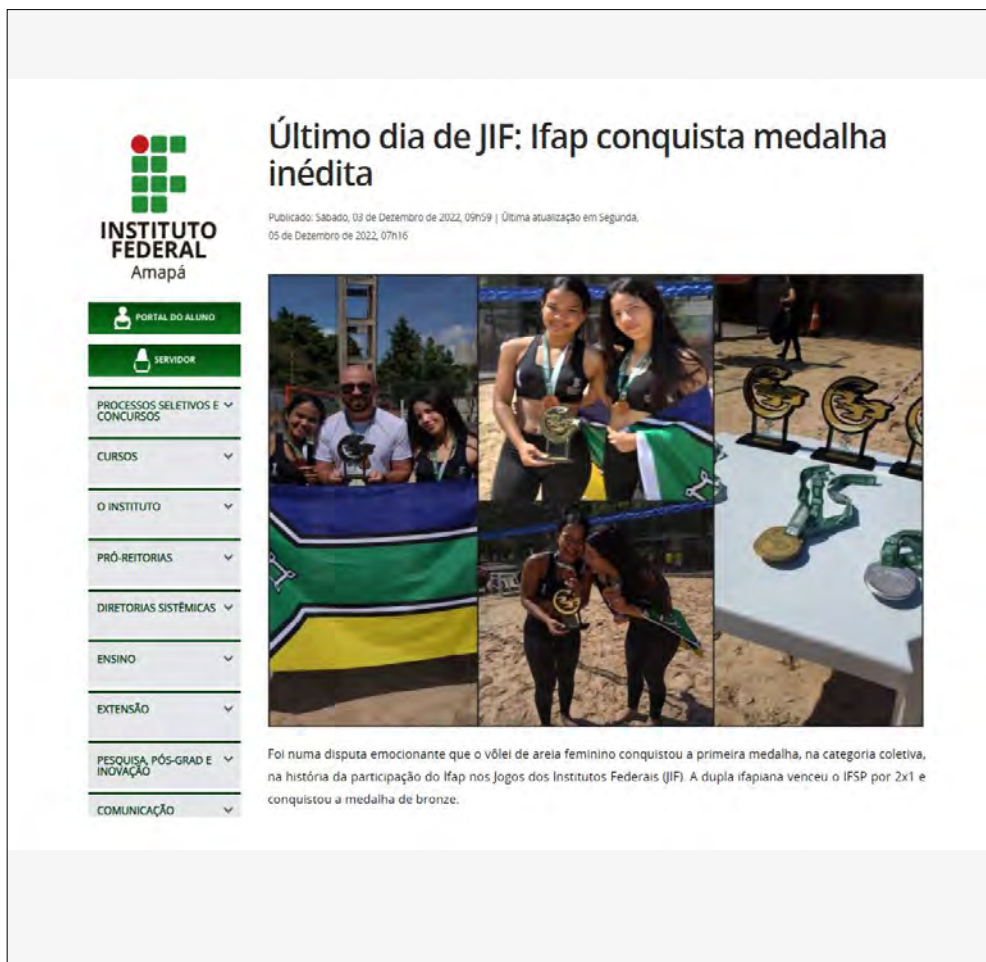 Último dia de JIF: Ifap conquista medalha
inédita
Publicado: Sábado, 03 de Dezembro de 2022, 09h59 | Última atualização em Segunda,
05 de Dezembro de 2022, 07h16
INSTITUTO
FEDERAL
Amapá
PORTAL DO ALUNO
SERVIDOR
PROCESSOS SELETIVOS E
CONCURSOS
CURSOS
O INSTITUTO
PRÓ-REITORIAS
DIRETORIAS SISTÊMICAS
ENSINO
EXTENSÃO
PESQUISA, PÓS-GRAD E
INOVAÇÃO
COMUNICAÇÃO
Foi numa disputa emocionante que o vôlei de areia feminino conquistou a primeira medalha, na categoria coletiva,
na história da participação do Ifap nos Jogos dos Institutos Federais (JIF). A dupla ifapiana venceu o IFSP por 2x1 e
conquistou a medalha de bronze.